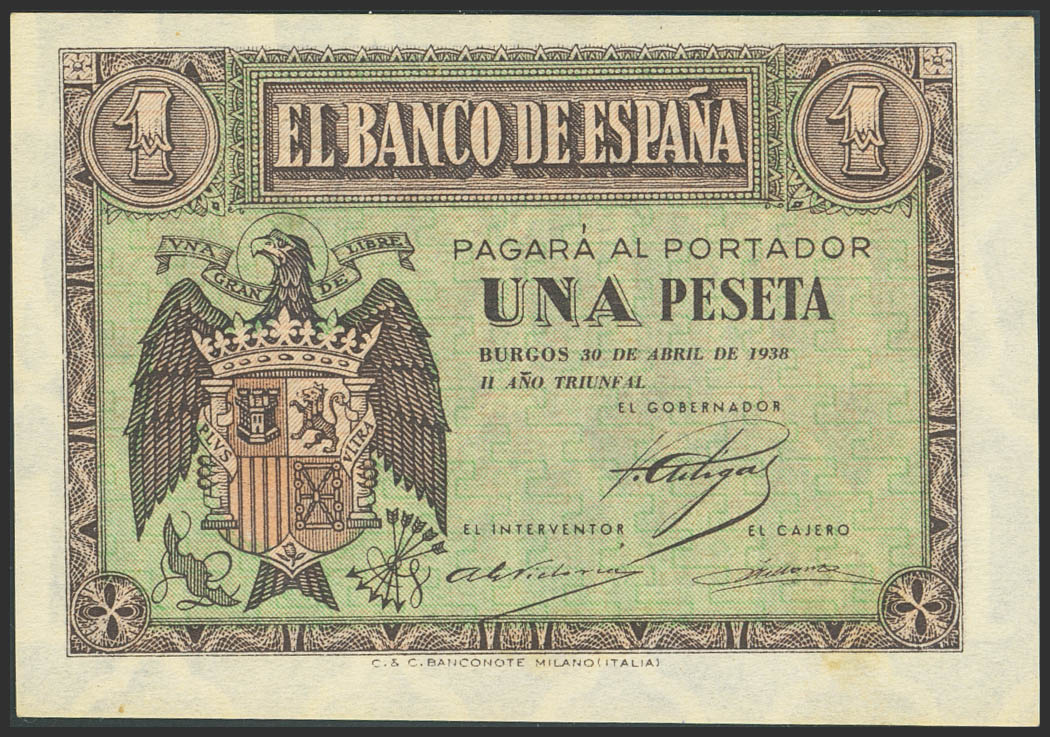 1
EL BANCO DE ESPAÑA
1
UNA GRANDE LIBRE
PAGARÁ AL PORTADOR
UNA PESETA
BURGOS 30 DE ABRIL DE 1938
II AÑO TRIUNFAL
EL GOBERNADOR
PLVS VLTRA
EL INTERVENTOR
EL CAJERO
C. & C. BANCONOTE MILANO (ITALIA)